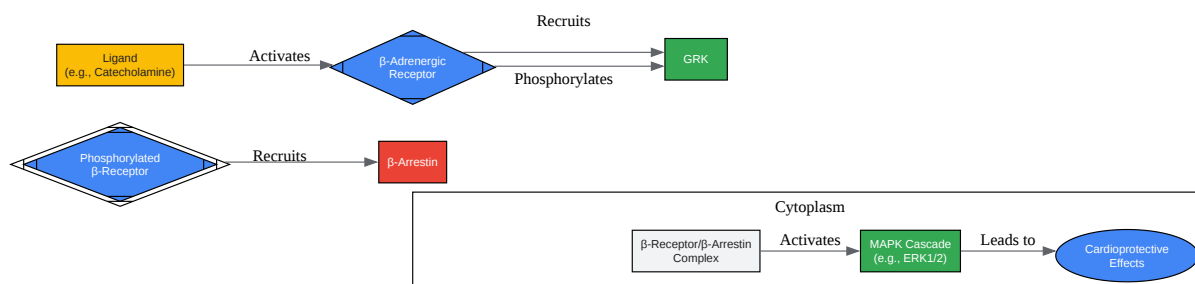 Recruits
Ligand
(e.g., Catecholamine)
Activates
β-Adrenergic
Receptor
GRK
Phosphorylates
Phosphorylated
β-Receptor
Recruits
β-Arrestin
Cytoplasm
β-Receptor/β-Arrestin
Complex
Activates
MAPK Cascade
(e.g., ERK1/2)
Leads to
Cardioprotective
Effects